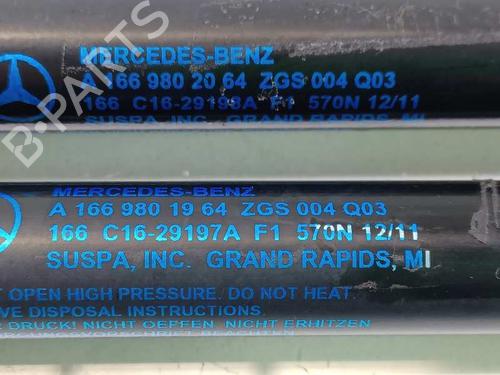 MERCEDES-BENZ
A 166 980 20 64 ZGS 004 Q03
166 C16-29198A F1 570N 12/11
SUSPA, INC. GRAND RAPIDS, MI
MERCEDES-BENZ
A 166 980 19 64 ZGS 004 Q03
166 C16-29197A F1 570N 12/11
SUSPA, INC. GRAND RAPIDS, MI
OPEN HIGH PRESSURE. DO NOT HEAT.
DISPOSAL INSTRUCTIONS.
DRUCK! NICHT OEFFEN, NICHT ERHITZEN
B-PARTS